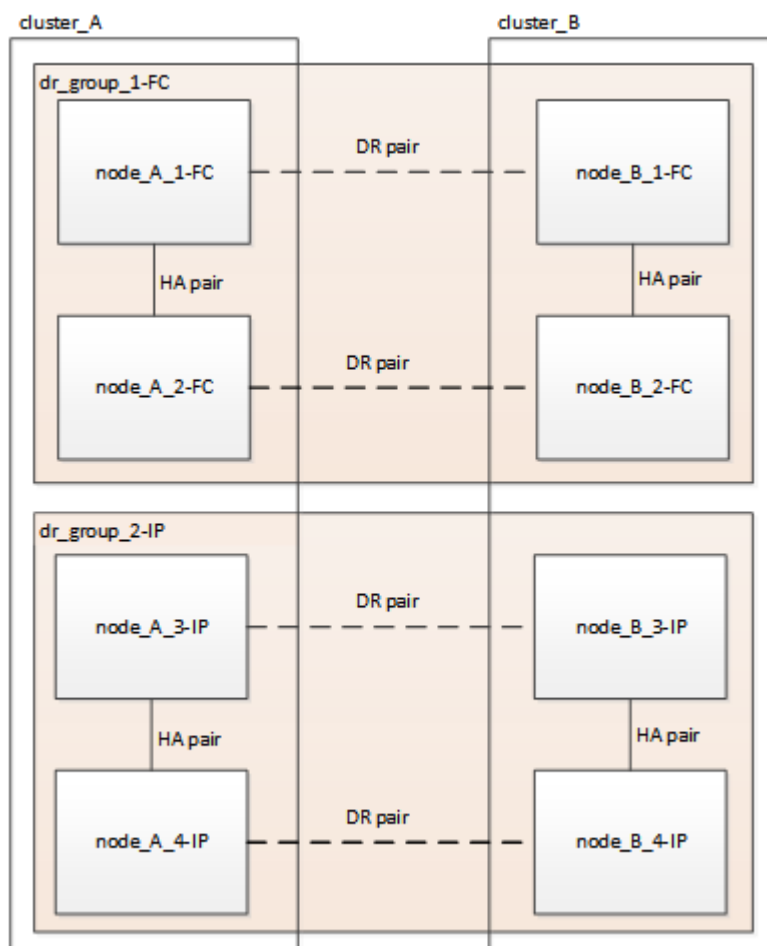 cluster_A
cluster_B
dr_group_1-FC
DR pair
node_A_1-FC
node_B_1-FC
HA pair
HA pair
DR pair
node_A_2-FC
node_B_2-FC
dr_group_2-IP
DR pair
node_A_3-IP
node_B_3-IP
HA pair
HA pair
DR pair
node_A_4-IP
node_B_4-IP